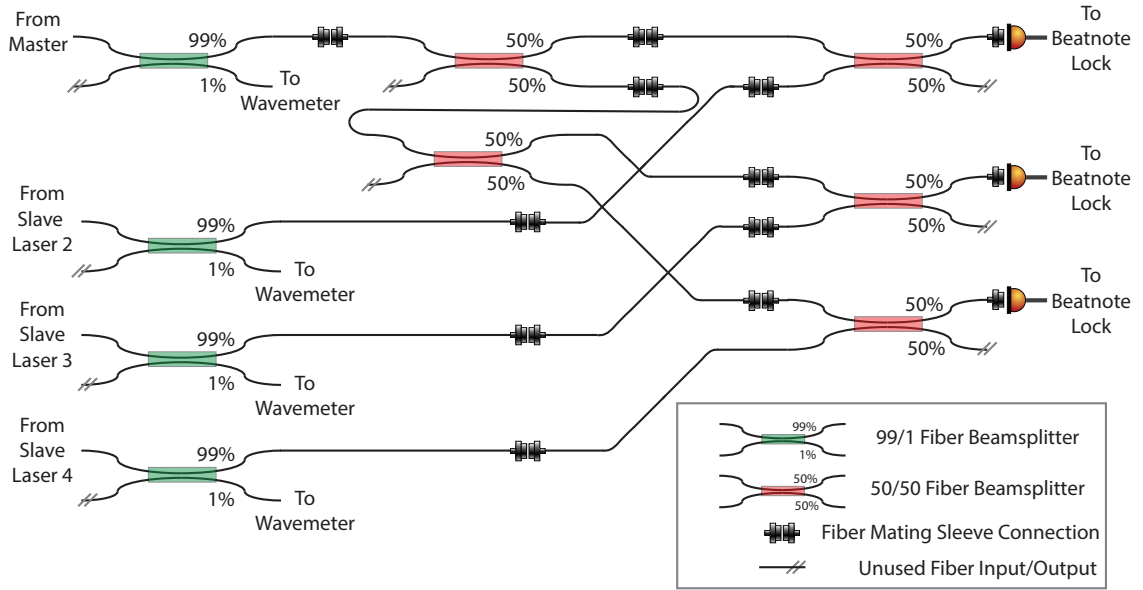 From
Master
99%
1%
To
Wavemeter
50%
50%
50%
50%
To
Beatnote
Lock
50%
50%
From
Slave
Laser 2
99%
1%
To
Wavemeter
50%
50%
To
Beatnote
Lock
From
Slave
Laser 3
99%
1%
To
Wavemeter
50%
50%
To
Beatnote
Lock
From
Slave
Laser 4
99%
1%
To
Wavemeter
99%
1%
99/1 Fiber Beamsplitter
50%
50%
50/50 Fiber Beamsplitter
Fiber Mating Sleeve Connection
Unused Fiber Input/Output